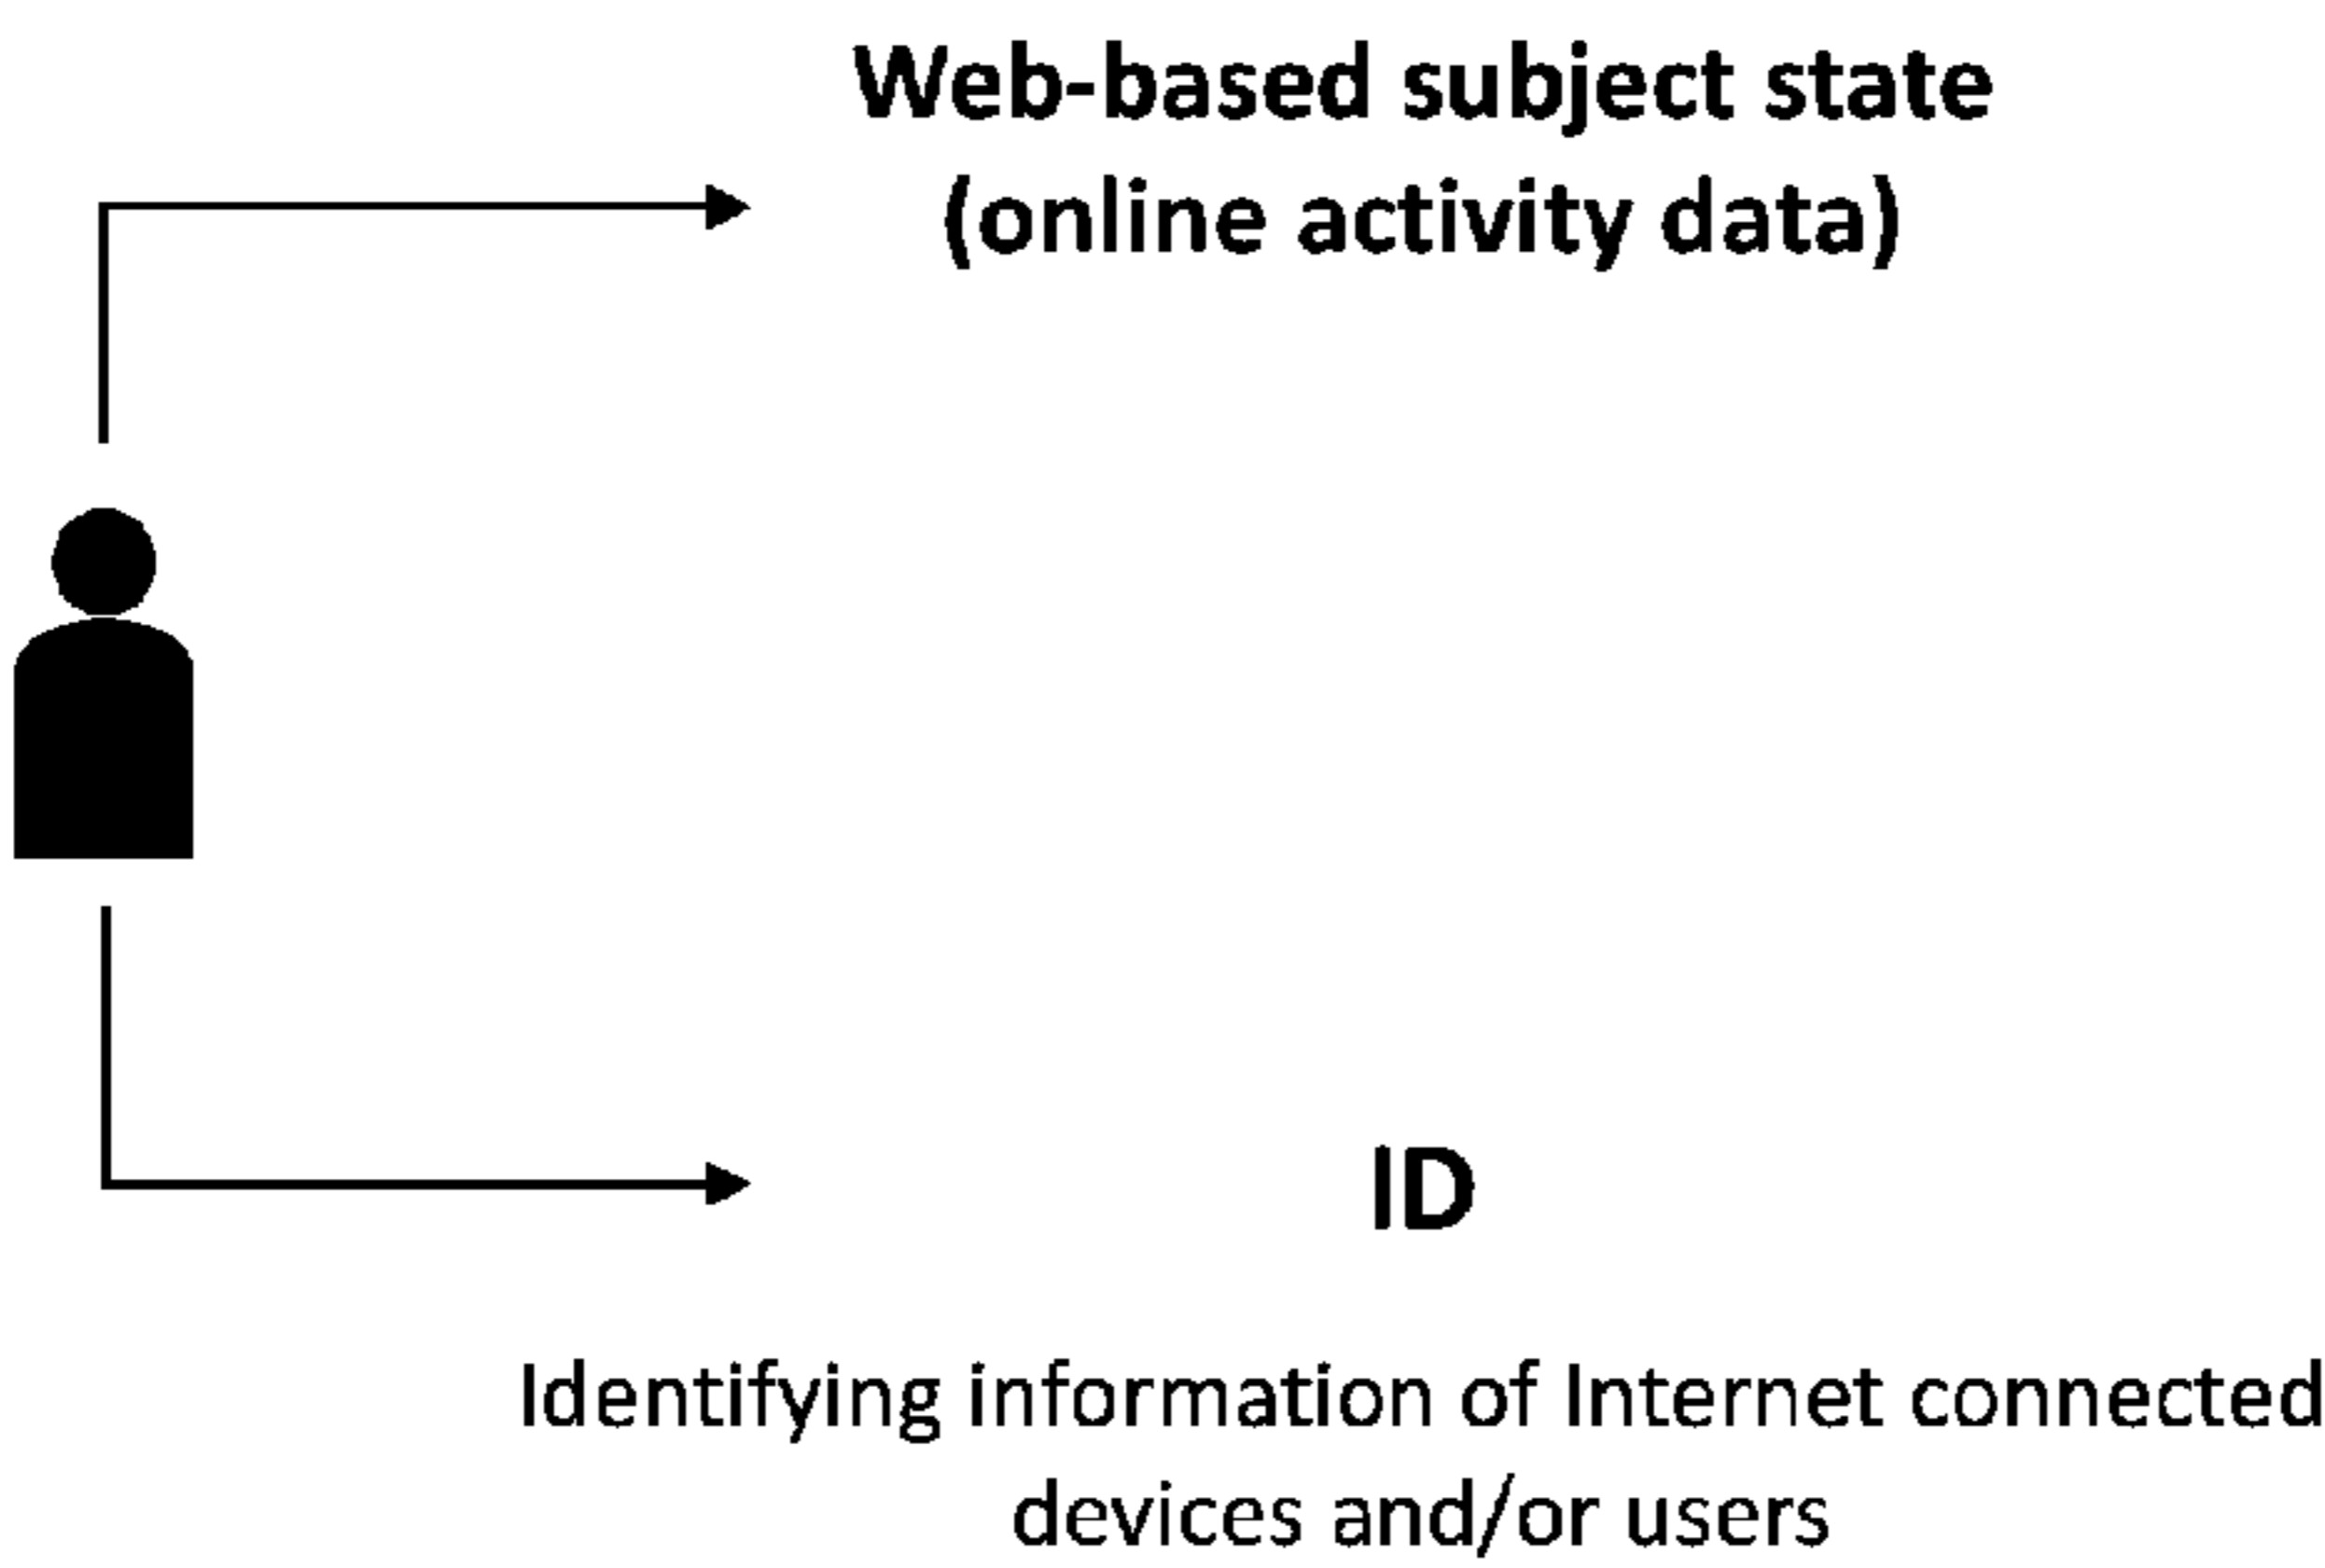 Web-based subject state
(online activity data)
ID
Identifying information of Internet connected
devices and/or users